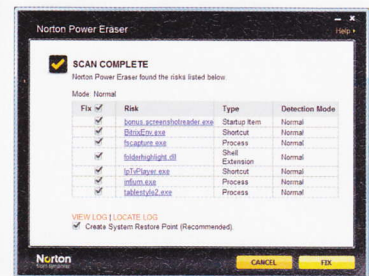 Norton Power Eraser
Help
SCAN COMPLETE
Norton Power Eraser found the risks listed below.
Mode Normal
Fix Risk Type Detection Mode
bonus.screenshotreader.exe Startup Item Normal
BitrixEnv.exe Shortcut Normal
fscapture.exe Process Normal
folderhighlight.dll Shell Extension Normal
IpTvPlayer.exe Shortcut Normal
infium.exe Process Normal
tablestyle2.exe Process Normal
VIEW LOG | LOCATE LOG
Create System Restore Point (Recommended).
Norton
from symantec
CANCEL FIX